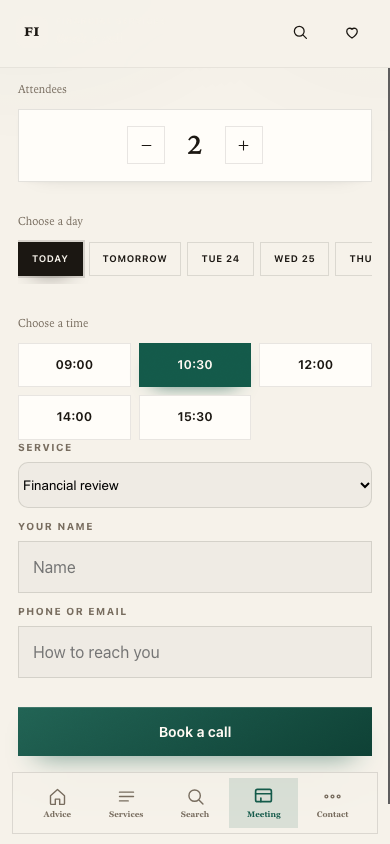 FI
Attendees
− 2 +
Choose a day
TODAY TOMORROW TUE 24 WED 25 THU
Choose a time
09:00 10:30 12:00
14:00 15:30
SERVICE
Financial review
YOUR NAME
Name
PHONE OR EMAIL
How to reach you
Book a call
Advice Services Search Meeting Contact